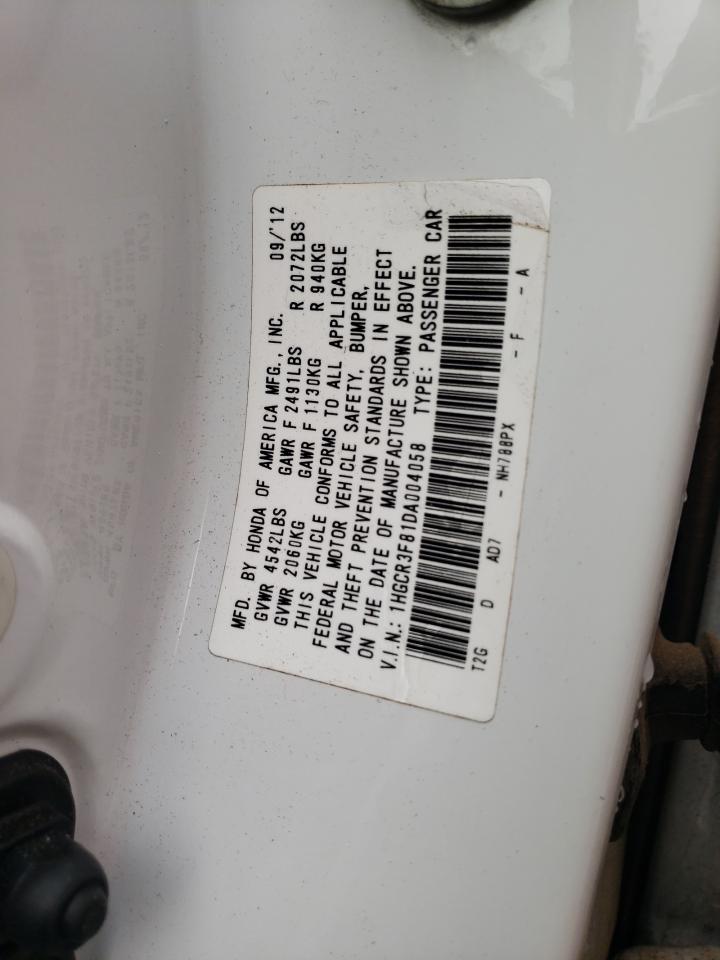 MFD. BY HONDA OF AMERICA MFG., INC. 09/'12
GVWR 4542LBS GAWR F 2491LBS R 2072LBS
GVWR 2060KG GAWR F 1130KG R 940KG
THIS VEHICLE CONFORMS TO ALL APPLICABLE
FEDERAL MOTOR VEHICLE SAFETY, BUMPER,
AND THEFT PREVENTION STANDARDS IN EFFECT
ON THE DATE OF MANUFACTURE SHOWN ABOVE.
V.I.N.: 1HGCR3F81DA004058 TYPE: PASSENGER CAR
T2G D AD7 - NH788PX - F - A